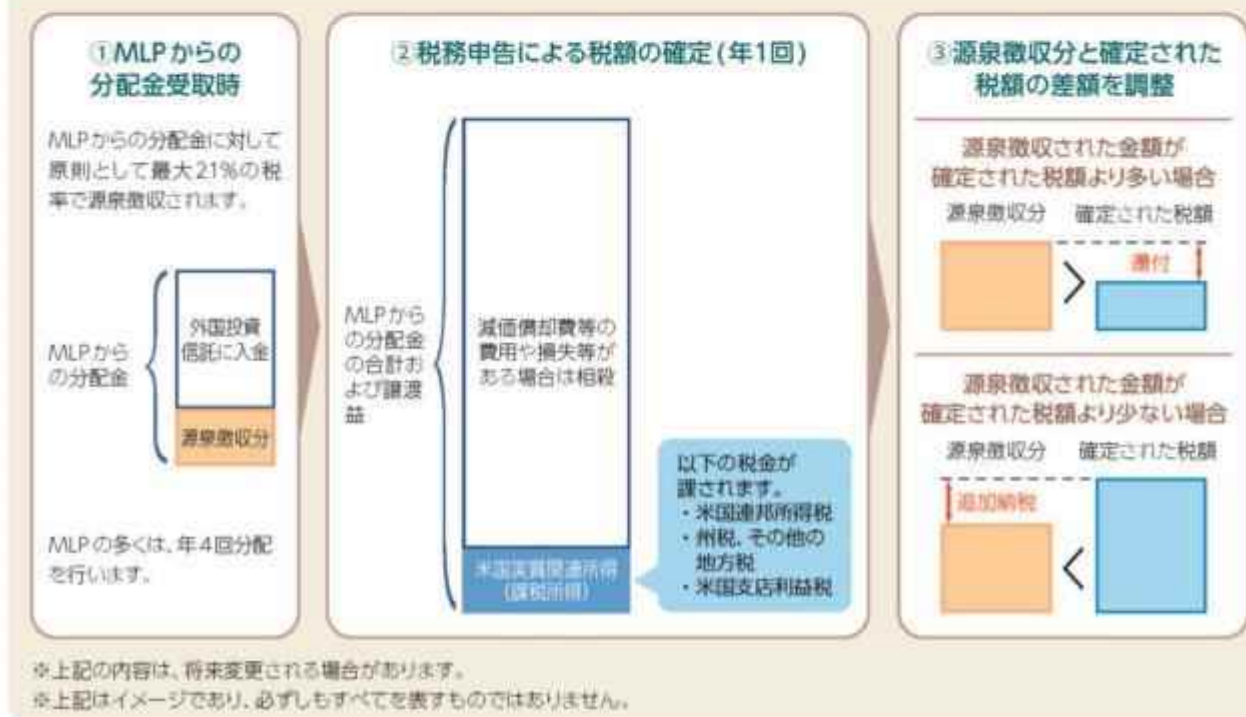 ①MLPからの
分配金受取時
MLPからの分配金に対して
原則として最大21%の税
率で源泉徴収されます。
MLPから
の分配金
外国投資
信託に入金
源泉徴収分
MLPの多くは、年4回分配
を行います。
②税務申告による税額の確定(年1回)
MLPから
の分配金
の合計お
よび譲渡
益
減価償却費等の
費用や損失等が
ある場合は相殺
米国実質関連所得
(課税所得)
以下の税金が
課されます。
・米国連邦所得税
・州税、その他の
地方税
・米国支店利益税
③源泉徴収分と確定された
税額の差額を調整
源泉徴収された金額が
確定された税額より多い場合
源泉徴収分 確定された税額
>
還付
源泉徴収された金額が
確定された税額より少ない場合
源泉徴収分 確定された税額
追加納税
<
※上記の内容は、将来変更される場合があります。
※上記はイメージであり、必ずしもすべてを表すものではありません。